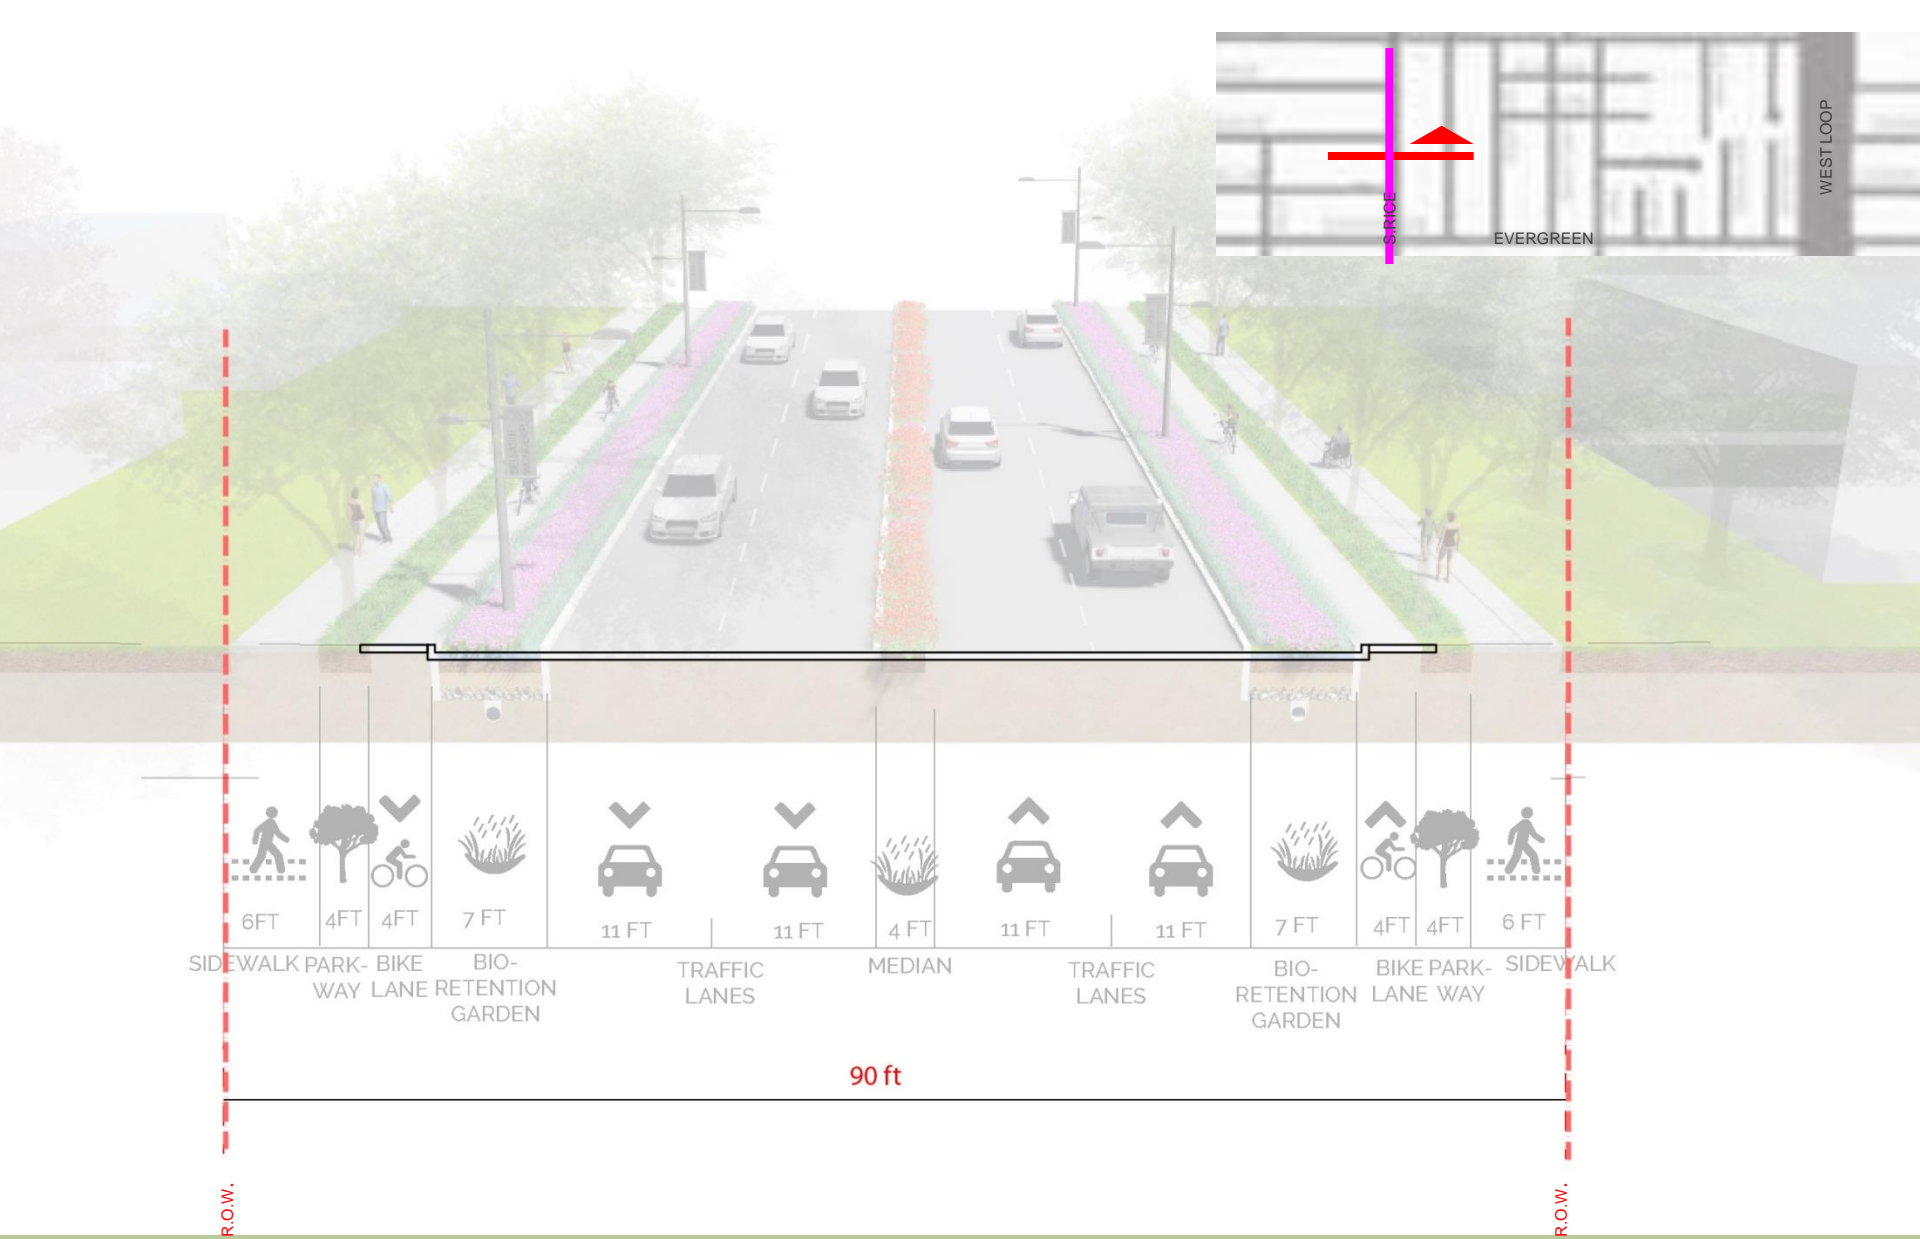 WEST LOOP
S.RICE
EVERGREEN
6FT
4FT
4FT
7 FT
11 FT
11 FT
4 FT
11 FT
11 FT
7 FT
4FT
4FT
6 FT
SIDEWALK
PARK-
WAY
BIKE
LANE
BIO-
RETENTION
GARDEN
TRAFFIC
LANES
MEDIAN
TRAFFIC
LANES
BIO-
RETENTION
GARDEN
BIKE
LANE
PARK-
WAY
SIDEWALK
90 ft
R.O.W.
R.O.W.